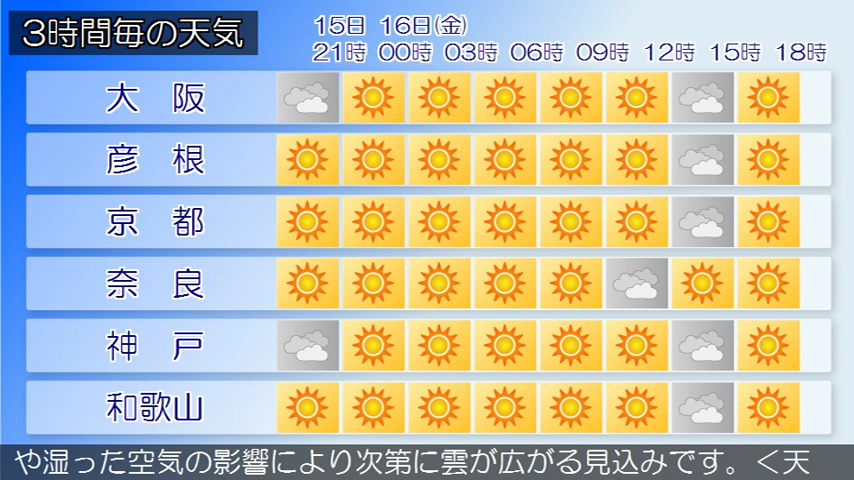 3時間毎の天気
15日 16日(金)
21時 00時 03時 06時 09時 12時 15時 18時
大阪
彦根
京都
奈良
神戸
和歌山
や湿った空気の影響により次第に雲が広がる見込みです。＜天